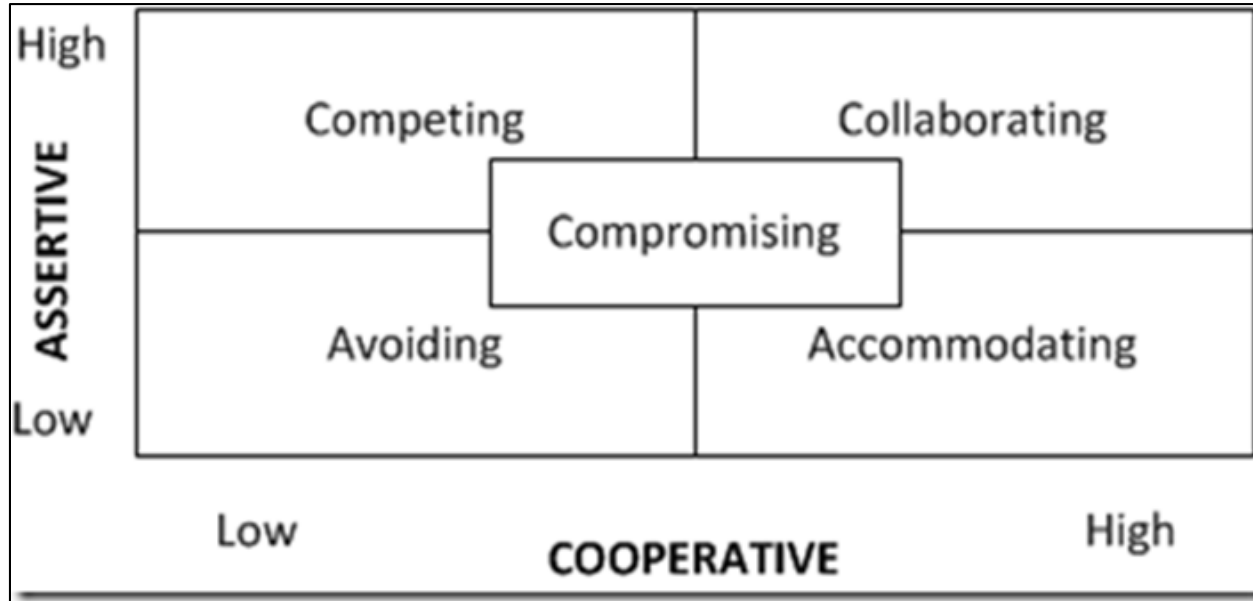 High
Competing
Collaborating
ASSERTIVE
Compromising
Avoiding
Accommodating
Low
Low
High
COOPERATIVE